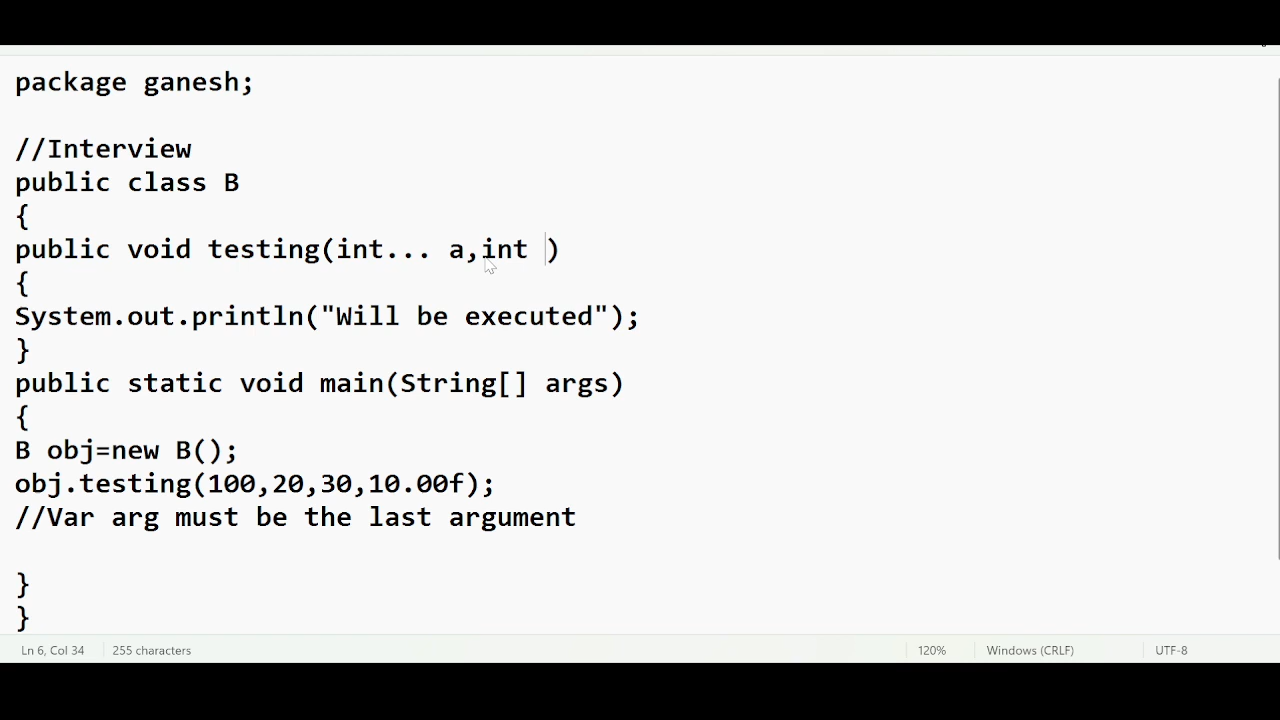 package ganesh;
//Interview
public class B
{
public void testing(int... a,int )
{
System.out.println("Will be executed");
}
public static void main(String[] args)
{
B obj=new B();
obj.testing(100,20,30,10.00f);
//Var arg must be the last argument
}
}
Ln 6, Col 34 255 characters 120% Windows (CRLF) UTF-8